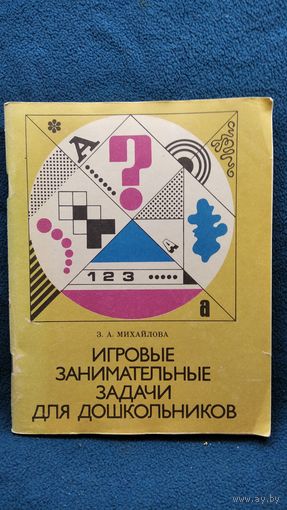 А
?
1 2 3
а
З. А. МИХАЙЛОВА
ИГРОВЫЕ
ЗАНИМАТЕЛЬНЫЕ
ЗАДАЧИ
ДЛЯ ДОШКОЛЬНИКОВ
www.ay.by